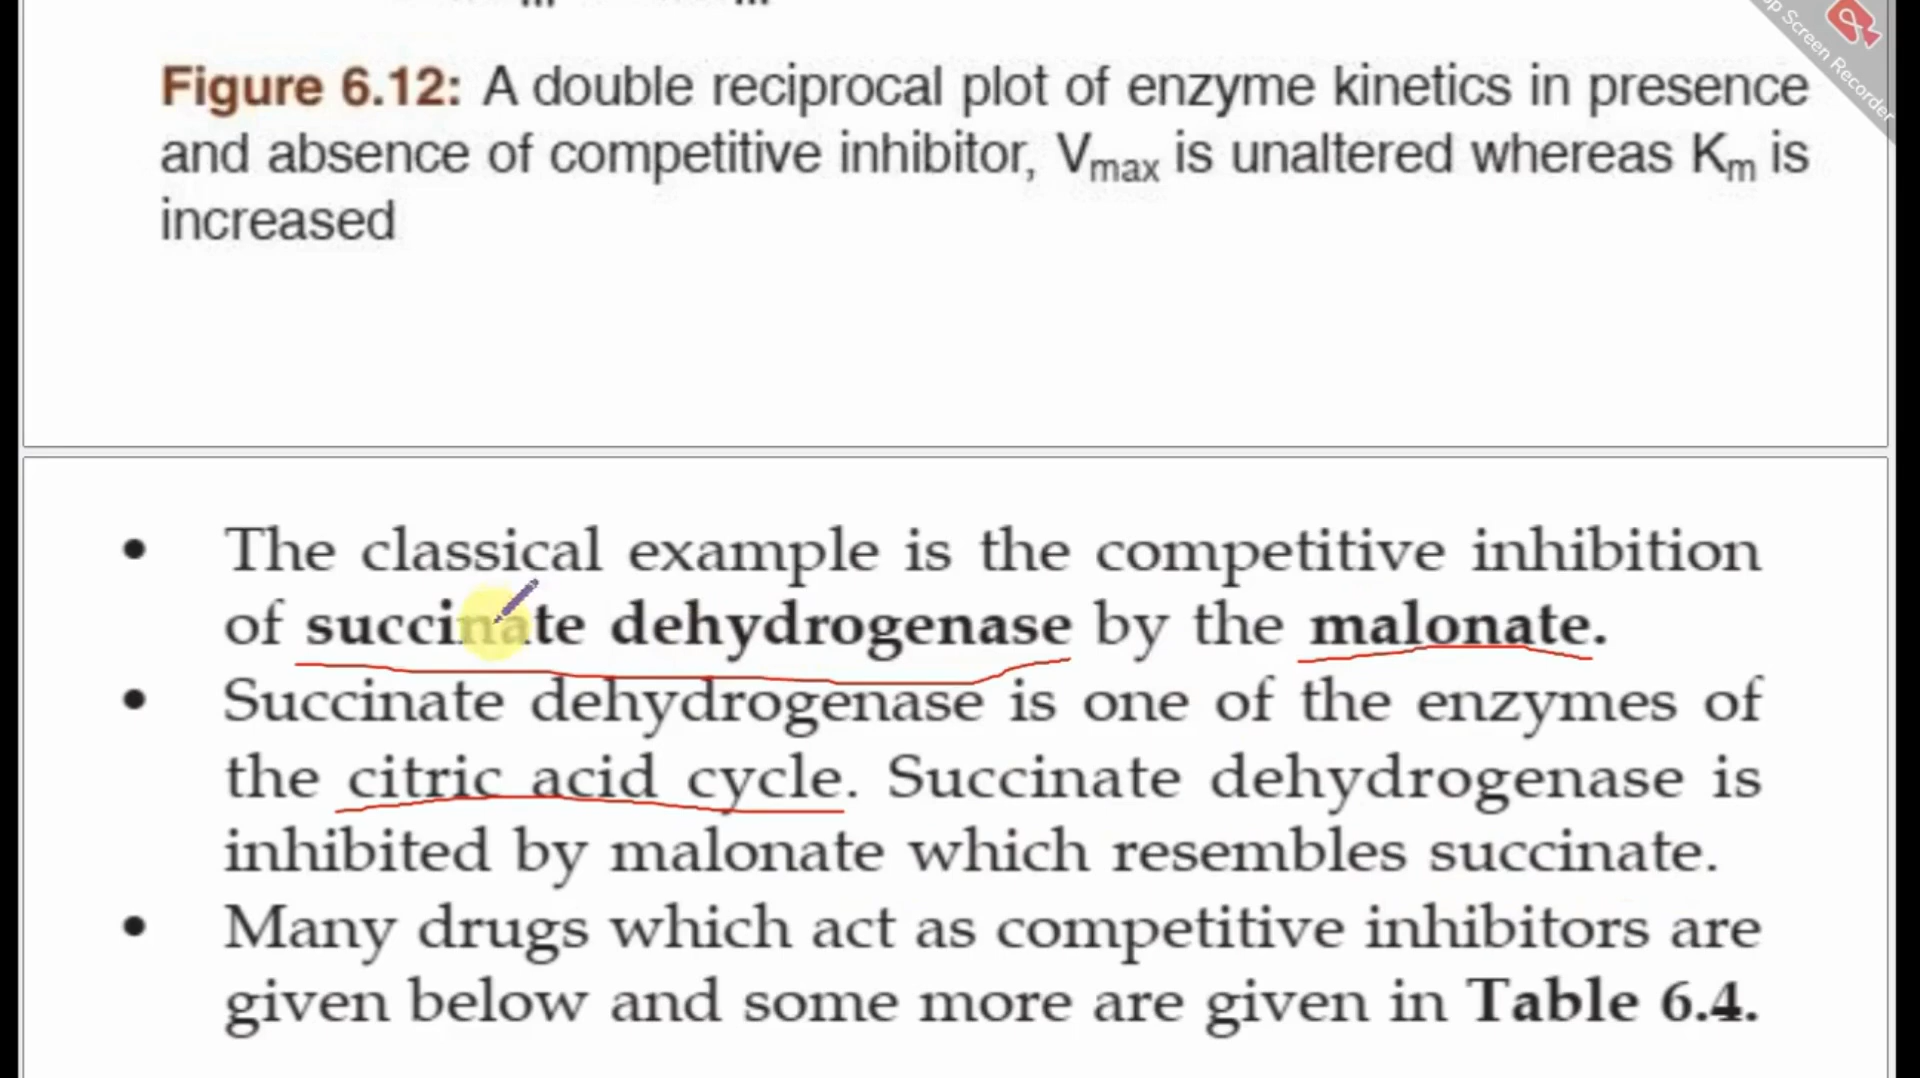 Figure 6.12: A double reciprocal plot of enzyme kinetics in presence
and absence of competitive inhibitor, Vmax is unaltered whereas Km is
increased
• The classical example is the competitive inhibition
of succinate dehydrogenase by the malonate.
• Succinate dehydrogenase is one of the enzymes of
the citric acid cycle. Succinate dehydrogenase is
inhibited by malonate which resembles succinate.
• Many drugs which act as competitive inhibitors are
given below and some more are given in Table 6.4.
Screen Recorder